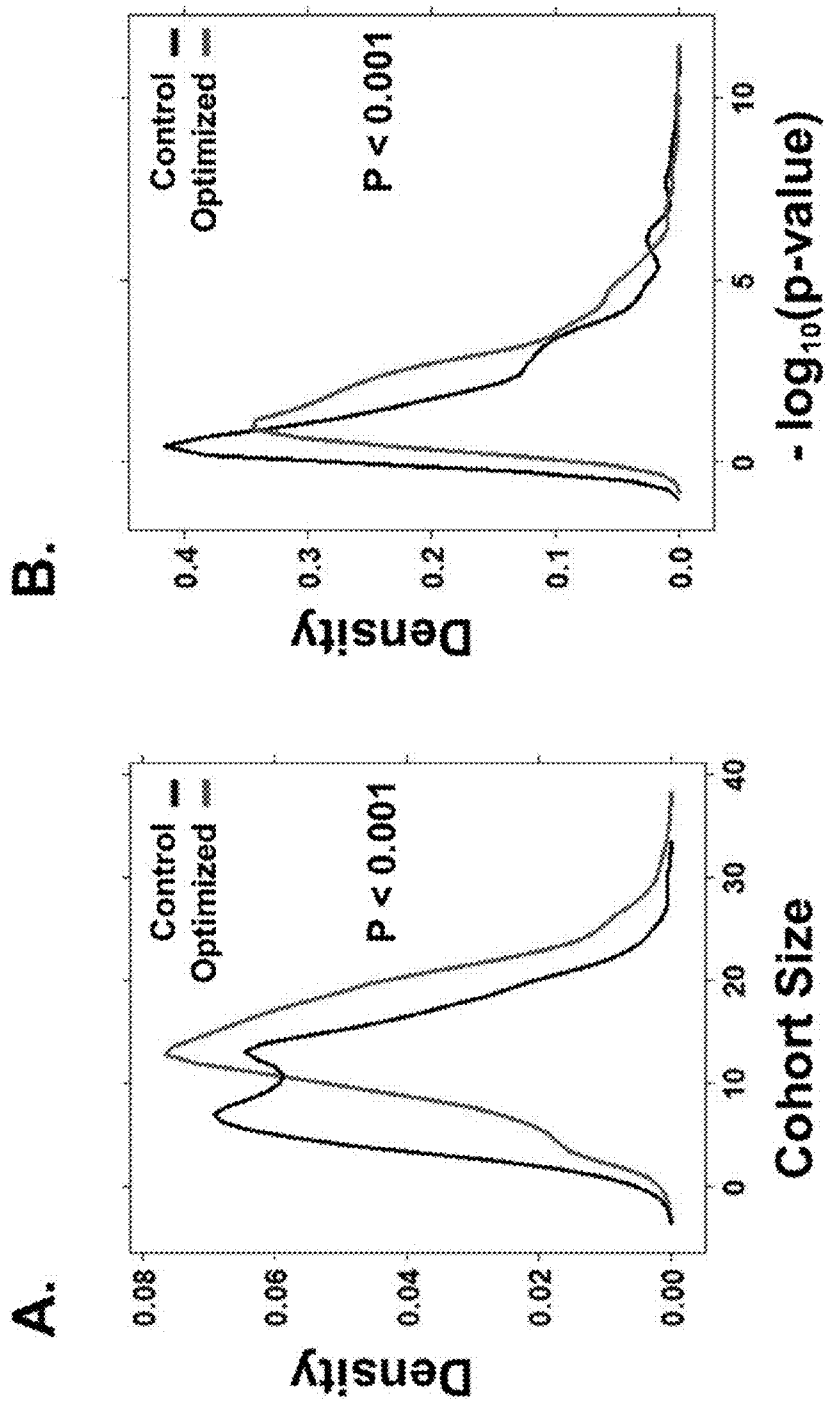 A.
Density
0.08
0.06
0.04
0.02
0.00
Control
Optimized
P < 0.001
0
10
20
30
40
Cohort Size
B.
Density
0.4
0.3
0.2
0.1
0.0
Control
Optimized
P < 0.001
0
5
10
- log₁₀(p-value)